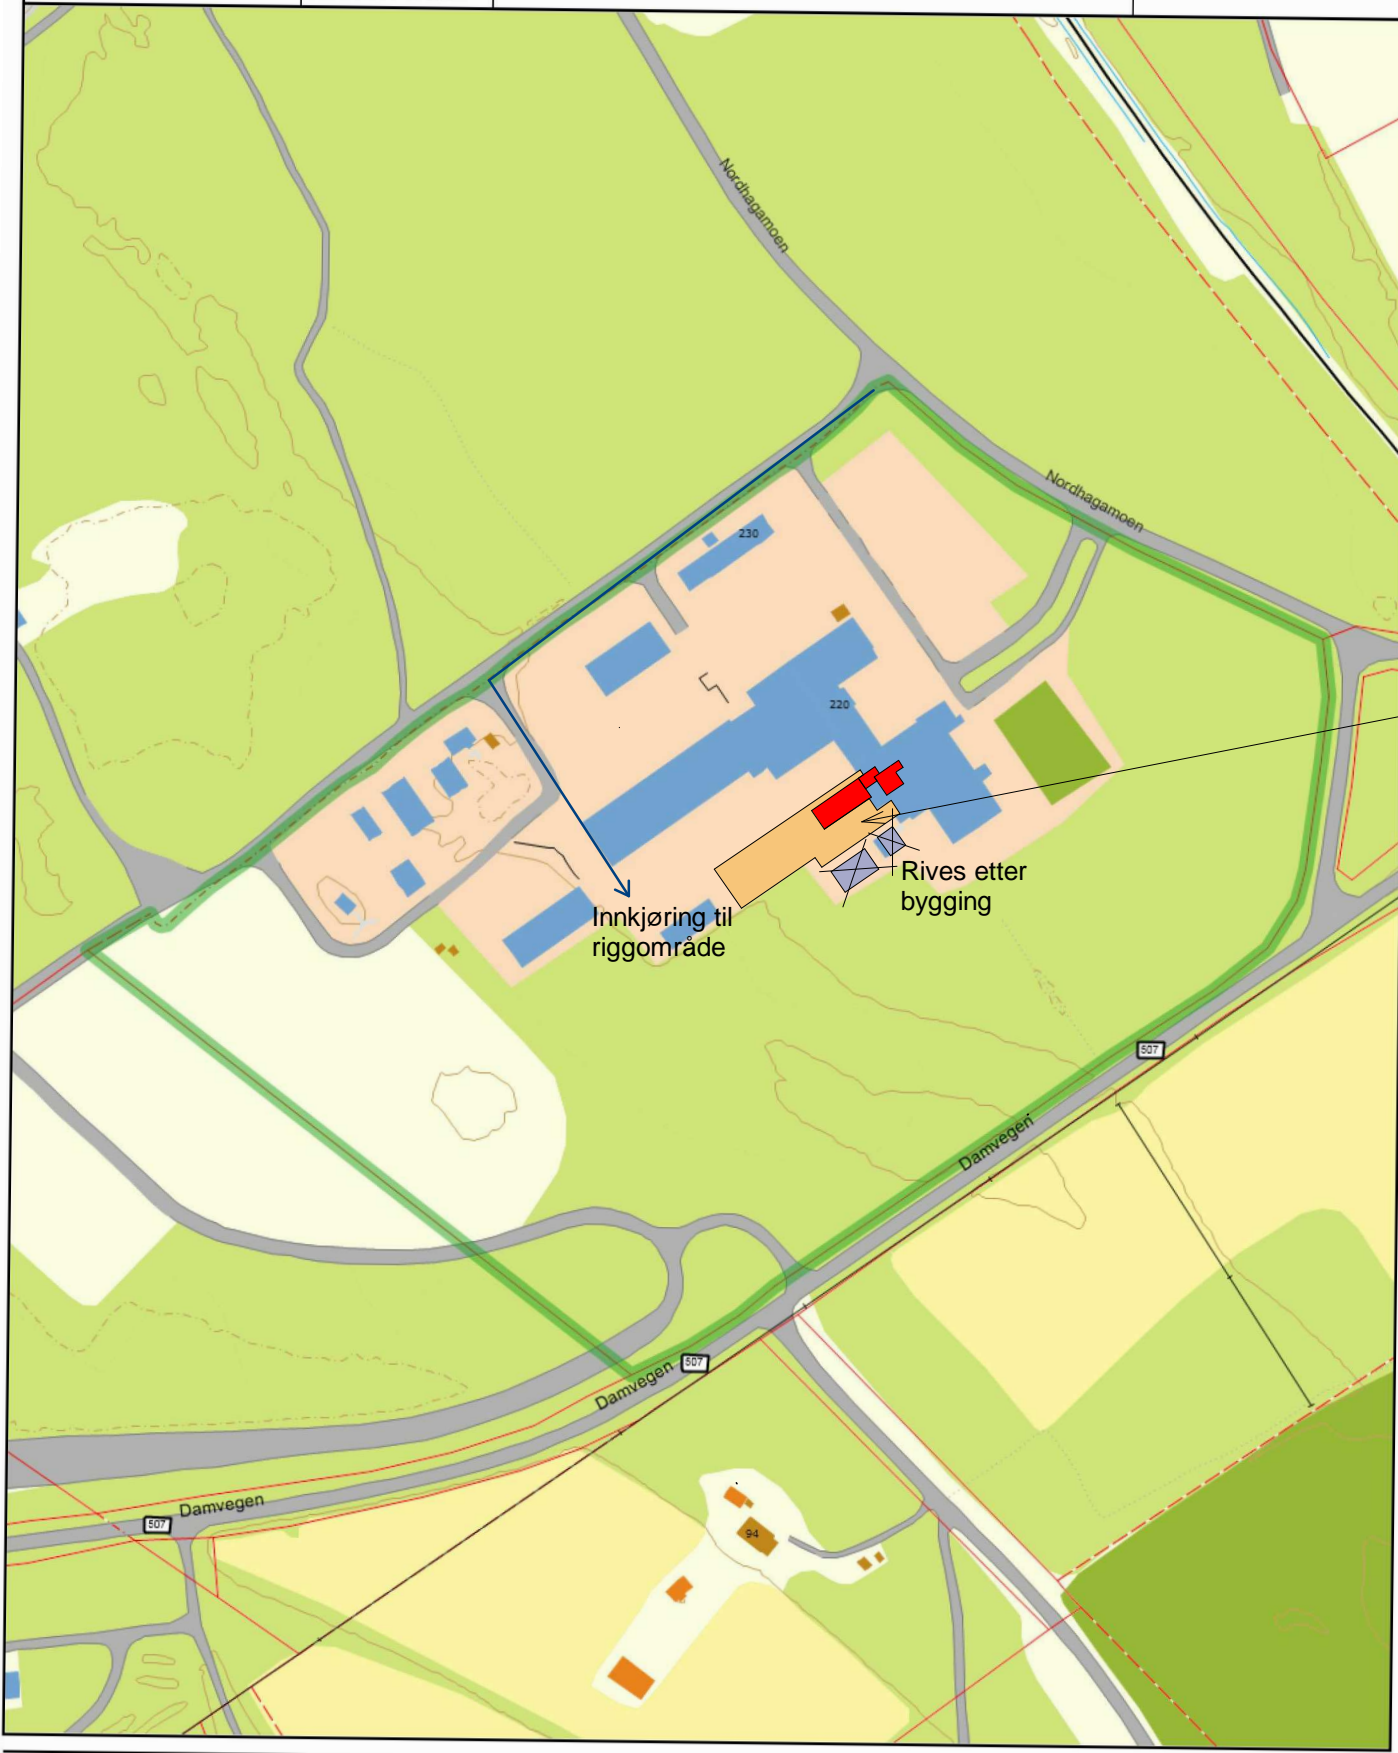 Nordhagamoen
Nordhagamoen
230
220
Rives etter
bygging
Innkjøring til
riggområde
507
Damvegen
507
Damvegen
Damvegen
507
94